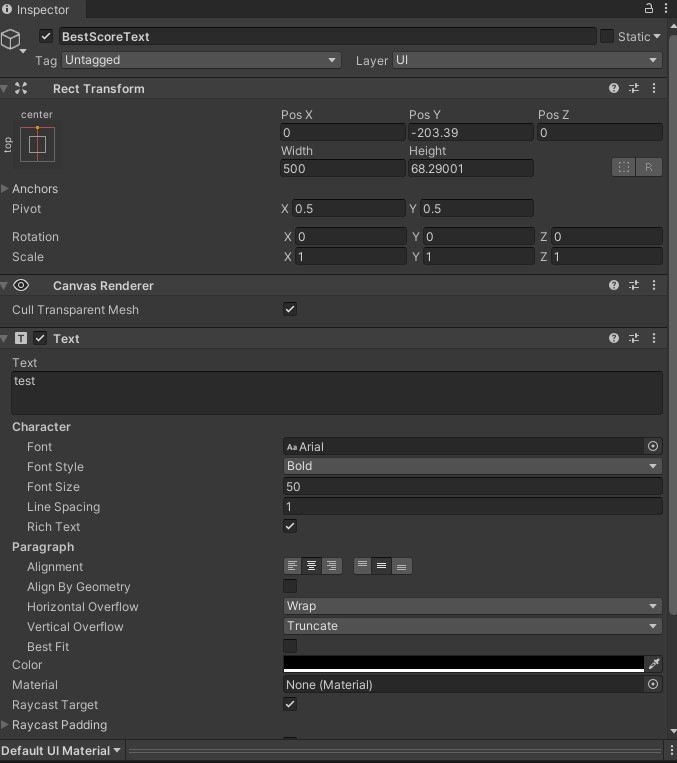 Inspector
BestScoreText Static
Tag Untagged Layer UI
Rect Transform
center
top
Pos X Pos Y Pos Z
0 -203.39 0
Width Height
500 68.29001 R
Anchors
Pivot X 0.5 Y 0.5
Rotation X 0 Y 0 Z 0
Scale X 1 Y 1 Z 1
Canvas Renderer
Cull Transparent Mesh
T Text
Text
test
Character
Font Aa Arial
Font Style Bold
Font Size 50
Line Spacing 1
Rich Text
Paragraph
Alignment
Align By Geometry
Horizontal Overflow Wrap
Vertical Overflow Truncate
Best Fit
Color
Material None (Material)
Raycast Target
Raycast Padding
Default UI Material